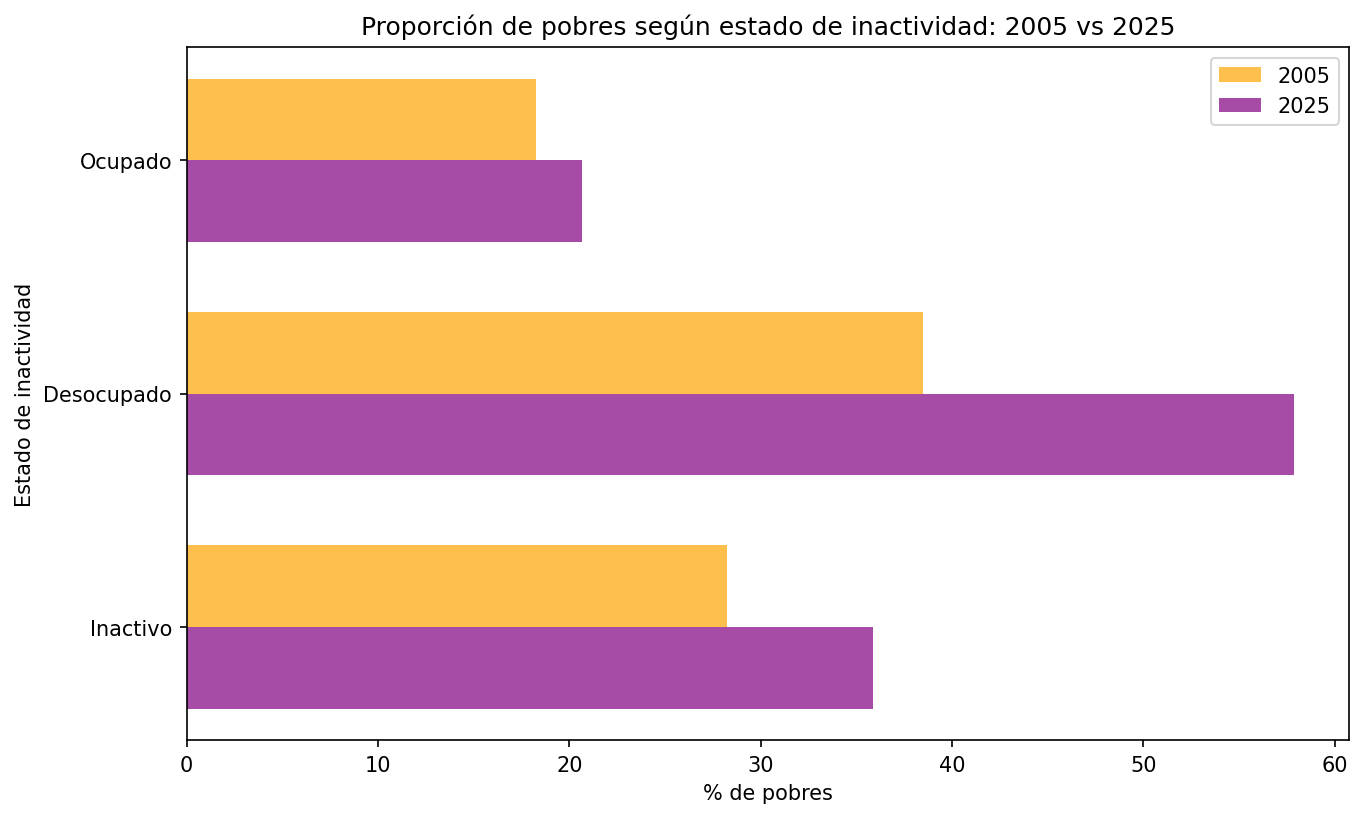 Proporción de pobres según estado de inactividad: 2005 vs 2025
2005
2025
Ocupado
Desocupado
Inactivo
Estado de inactividad
0 10 20 30 40 50 60
% de pobres